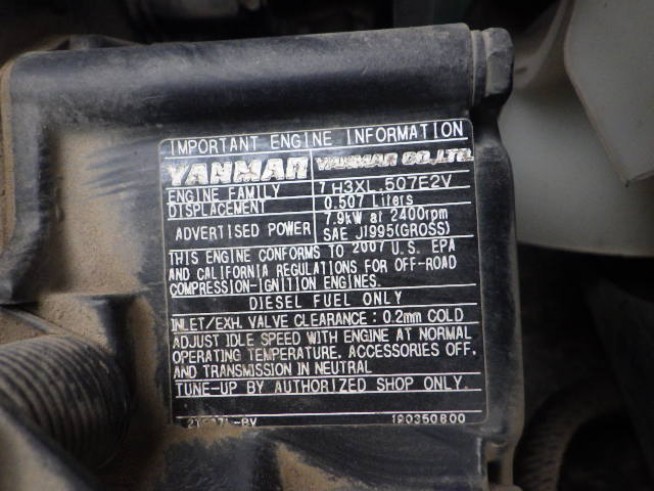 IMPORTANT ENGINE INFORMATION
YANMAR YANMAR CO.,LTD.
ENGINE FAMILY 7 H3XL.507E2V
DISPLACEMENT 0.507 Liters
ADVERTISED POWER 7.9kW at 2400rpm
SAE J1995(GROSS)
THIS ENGINE CONFORMS TO 2007 U.S. EPA
AND CALIFORNIA REGULATIONS FOR OFF-ROAD
COMPRESSION-IGNITION ENGINES.
DIESEL FUEL ONLY
INLET/EXH. VALVE CLEARANCE : 0.2mm COLD
ADJUST IDLE SPEED WITH ENGINE AT NORMAL
OPERATING TEMPERATURE, ACCESSORIES OFF,
AND TRANSMISSION IN NEUTRAL
TUNE-UP BY AUTHORIZED SHOP ONLY.